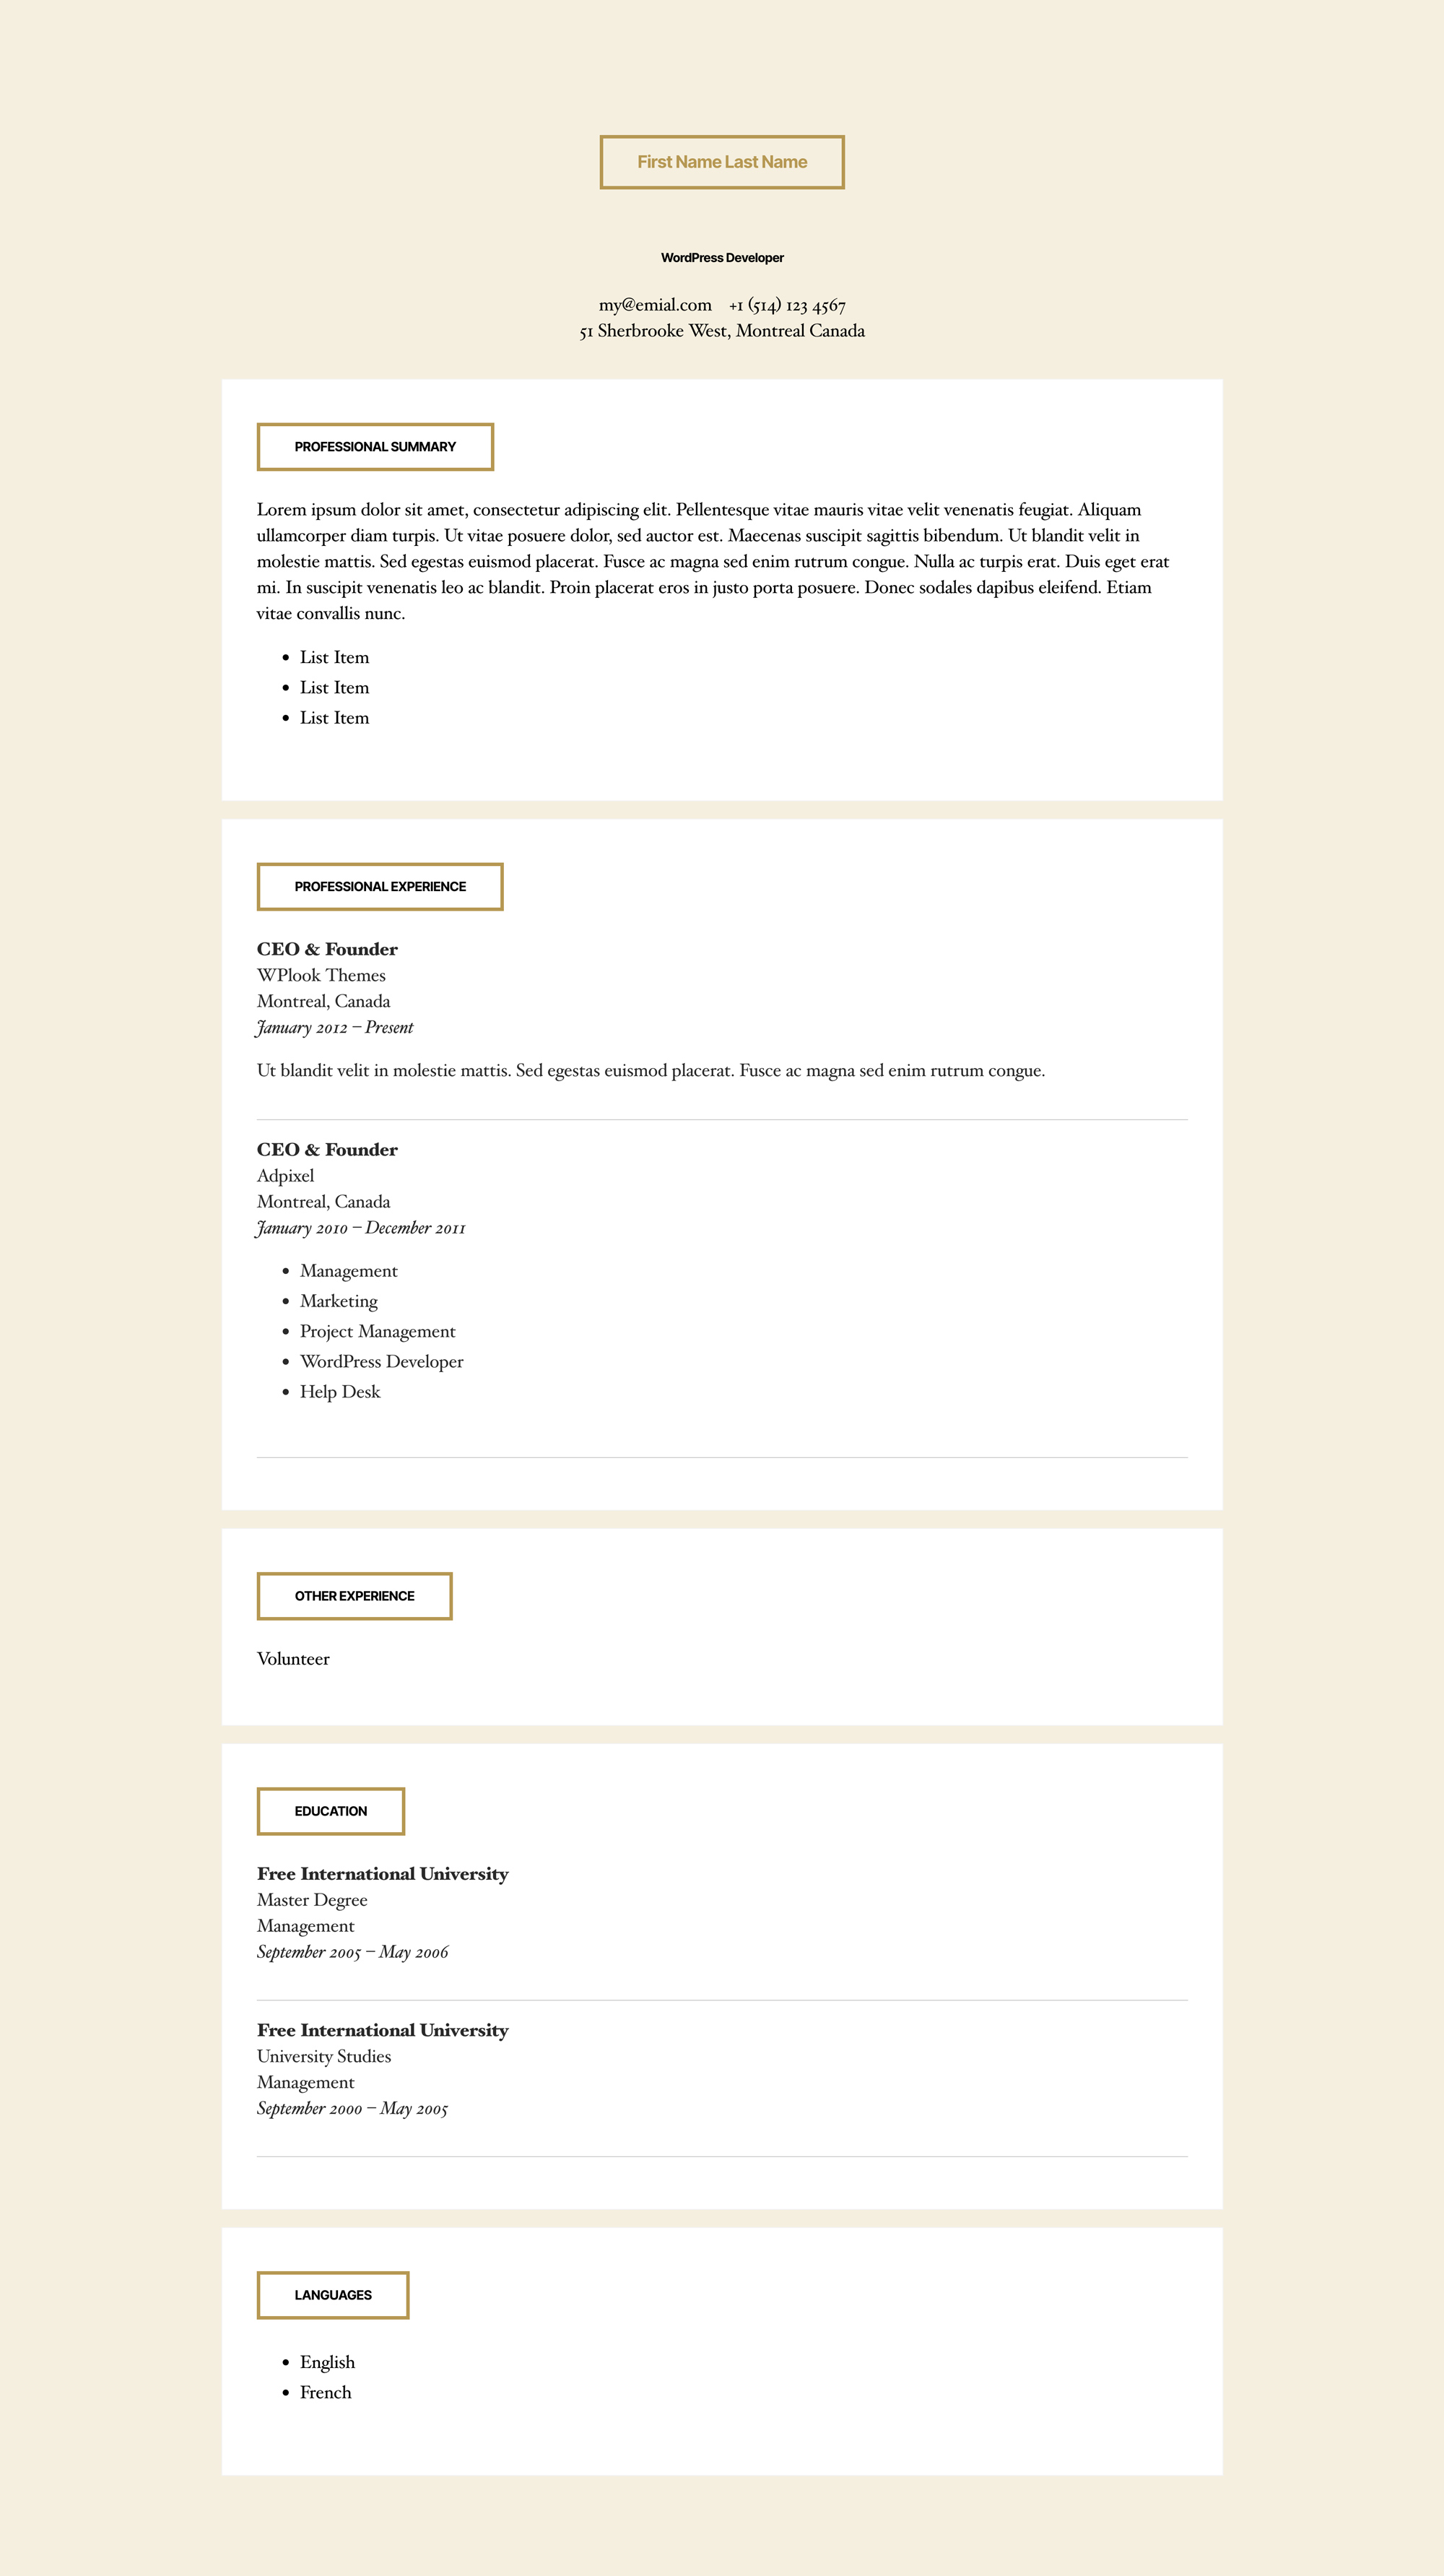 First Name Last Name
WordPress Developer
my@emial.com +1 (514) 123 4567
51 Sherbrooke West, Montreal Canada
PROFESSIONAL SUMMARY
Lorem ipsum dolor sit amet, consectetur adipiscing elit. Pellentesque vitae mauris vitae velit venenatis feugiat. Aliquam
ullamcorper diam turpis. Ut vitae posuere dolor, sed auctor est. Maecenas suscipit sagittis bibendum. Ut blandit velit in
molestie mattis. Sed egestas euismod placerat. Fusce ac magna sed enim rutrum congue. Nulla ac turpis erat. Duis eget erat
mi. In suscipit venenatis leo ac blandit. Proin placerat eros in justo porta posuere. Donec sodales dapibus eleifend. Etiam
vitae convallis nunc.
• List Item
• List Item
• List Item
PROFESSIONAL EXPERIENCE
CEO & Founder
WPlook Themes
Montreal, Canada
January 2012 – Present
Ut blandit velit in molestie mattis. Sed egestas euismod placerat. Fusce ac magna sed enim rutrum congue.
CEO & Founder
Adpixel
Montreal, Canada
January 2010 – December 2011
• Management
• Marketing
• Project Management
• WordPress Developer
• Help Desk
OTHER EXPERIENCE
Volunteer
EDUCATION
Free International University
Master Degree
Management
September 2005 – May 2006
Free International University
University Studies
Management
September 2000 – May 2005
LANGUAGES
• English
• French